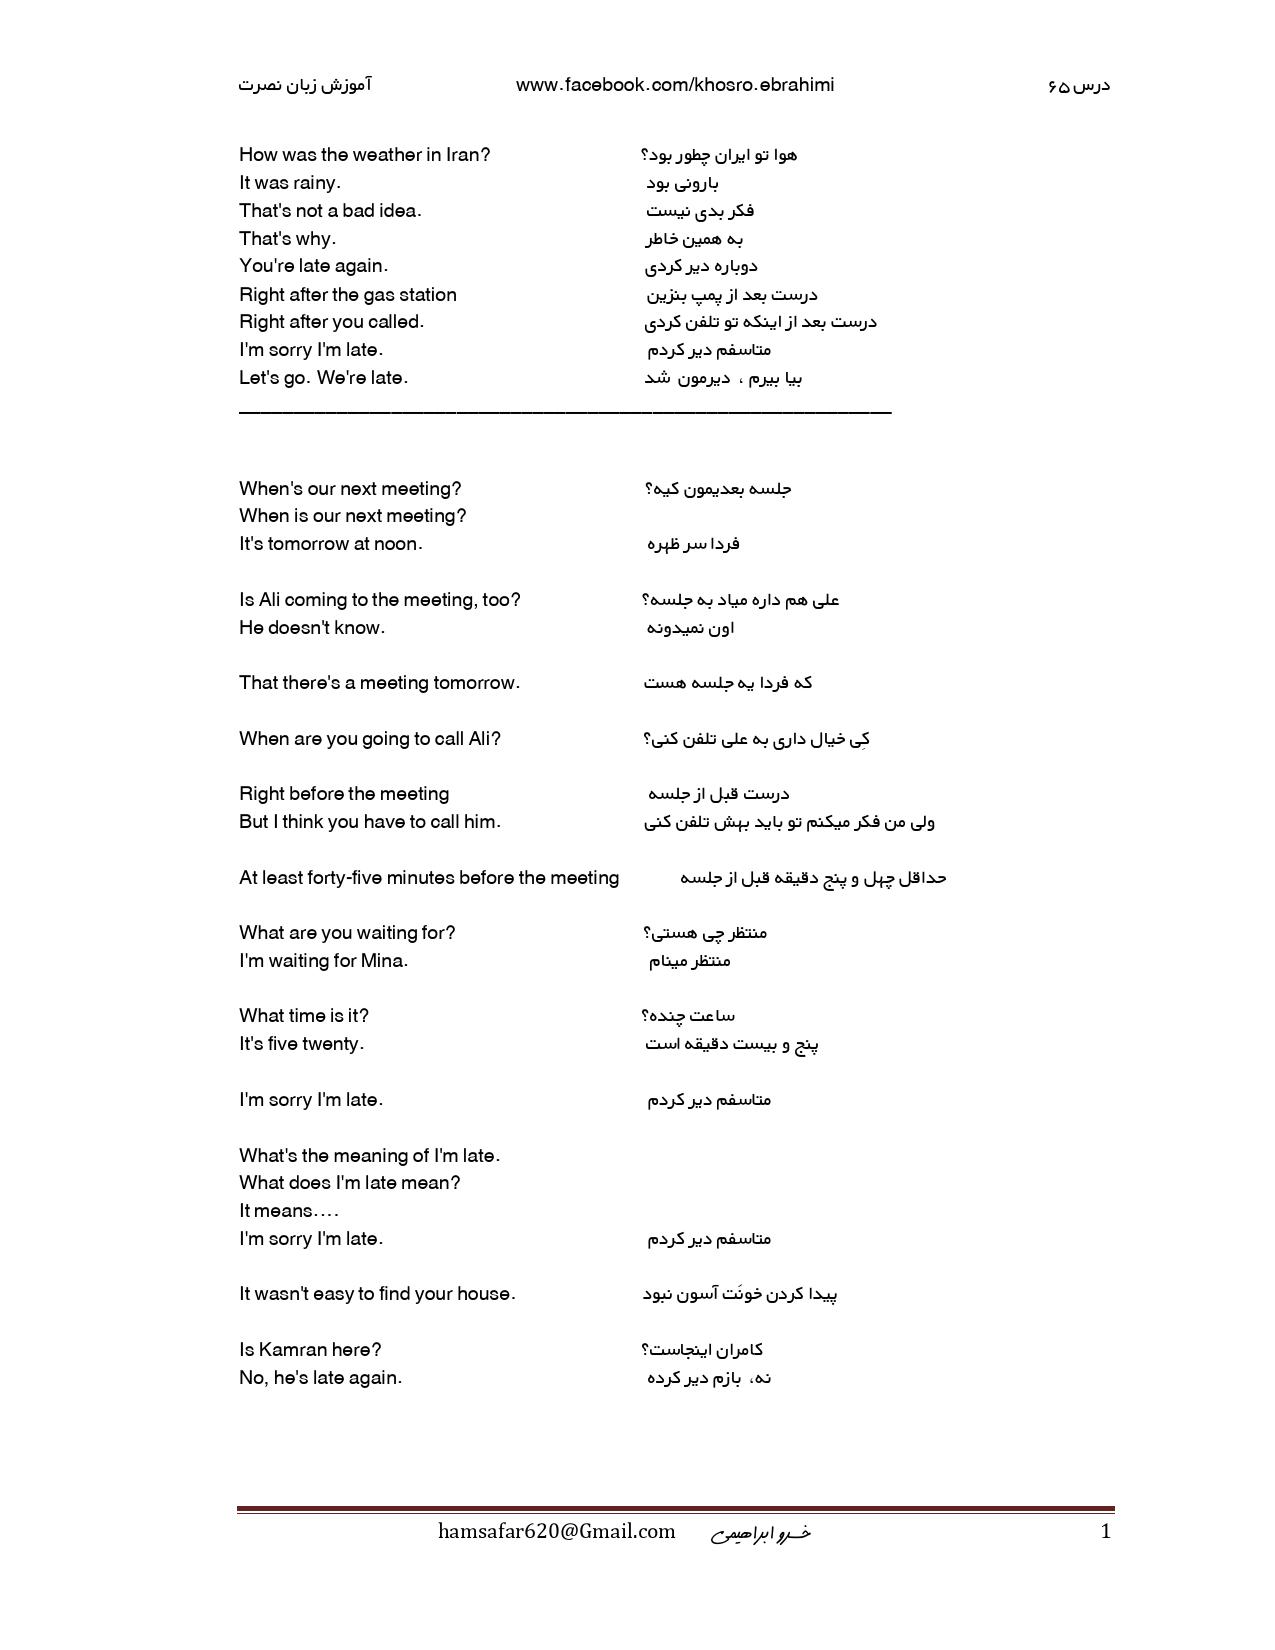 آموزش زبان نصرت www.facebook.com/khosro.ebrahimi درس ۶۵
How was the weather in Iran? هوا تو ایران چطور بود؟
It was rainy. بارونی بود
That's not a bad idea. فکر بدی نیست
That's why. به همین خاطر
You're late again. دوباره دیر کردی
Right after the gas station درست بعد از پمپ بنزین
Right after you called. درست بعد از اینکه تو تلفن کردی
I'm sorry I'm late. متاسفم دیر کردم
Let's go. We're late. بیا بیرم ، دیرمون شد
When's our next meeting? جلسه بعدیمون کیه؟
When is our next meeting?
It's tomorrow at noon. فردا سر ظهره
Is Ali coming to the meeting, too? علی هم داره میاد به جلسه؟
He doesn't know. اون نمیدونه
That there's a meeting tomorrow. که فردا یه جلسه هست
When are you going to call Ali? کِی خیال داری به علی تلفن کنی؟
Right before the meeting درست قبل از جلسه
But I think you have to call him. ولی من فکر میکنم تو باید بهش تلفن کنی
At least forty-five minutes before the meeting حداقل چهل و پنج دقیقه قبل از جلسه
What are you waiting for? منتظر چی هستی؟
I'm waiting for Mina. منتظر مینام
What time is it? ساعت چنده؟
It's five twenty. پنج و بیست دقیقه است
I'm sorry I'm late. متاسفم دیر کردم
What's the meaning of I'm late.
What does I'm late mean?
It means....
I'm sorry I'm late. متاسفم دیر کردم
It wasn't easy to find your house. پیدا کردن خونَت آسون نبود
Is Kamran here? کامران اینجاست؟
No, he's late again. نه، بازم دیر کرده
hamsafar620@Gmail.com خسرو ابراهیمی 1